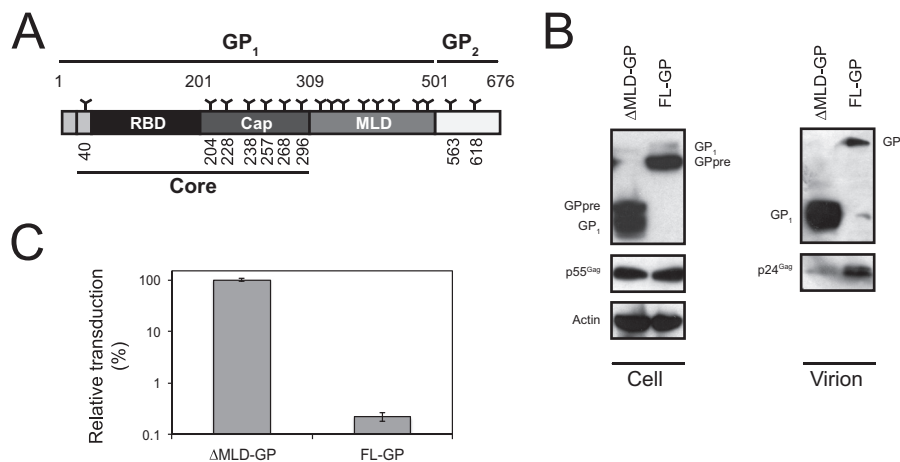 A
GP1 GP2
1 201 309 501 676
RBD Cap MLD
40 204 228 238 257 268 296 563 618
Core
B
ΔMLD-GP FL-GP
GP1
GPpre
GPpre
GP1
p55Gag
Actin
Cell
ΔMLD-GP FL-GP
GP
GP1
p24Gag
Virion
C
Relative transduction
(%)
100
10
1
0.1
ΔMLD-GP FL-GP